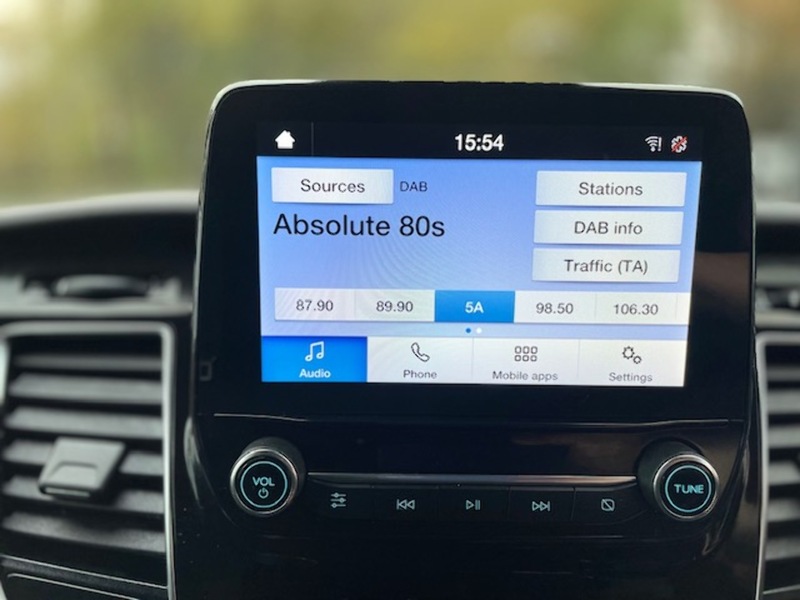 15:54
Sources DAB Stations
Absolute 80s
DAB info
Traffic (TA)
87.90 89.90 5A 98.50 106.30
Audio Phone Mobile apps Settings
VOL
TUNE